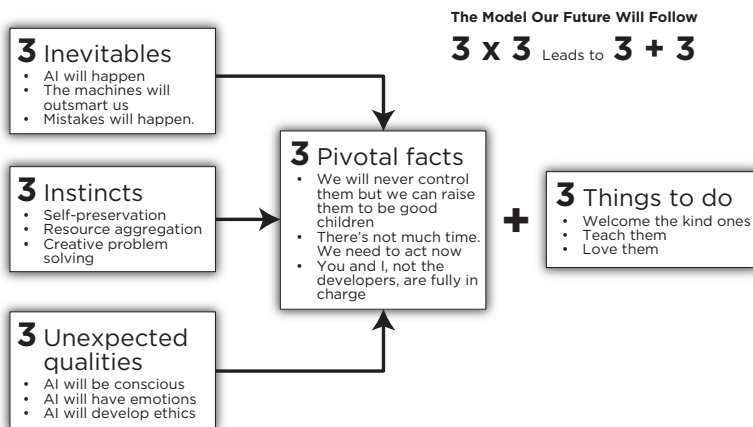 The Model Our Future Will Follow
3 x 3 Leads to 3 + 3
3 Inevitables
• AI will happen
• The machines will
outsmart us
• Mistakes will happen.
3 Instincts
• Self-preservation
• Resource aggregation
• Creative problem
solving
3 Unexpected
qualities
• AI will be conscious
• AI will have emotions
• AI will develop ethics
3 Pivotal facts
• We will never control
them but we can raise
them to be good
children
• There’s not much time.
We need to act now
• You and I, not the
developers, are fully in
charge
+
3 Things to do
• Welcome the kind ones
• Teach them
• Love them